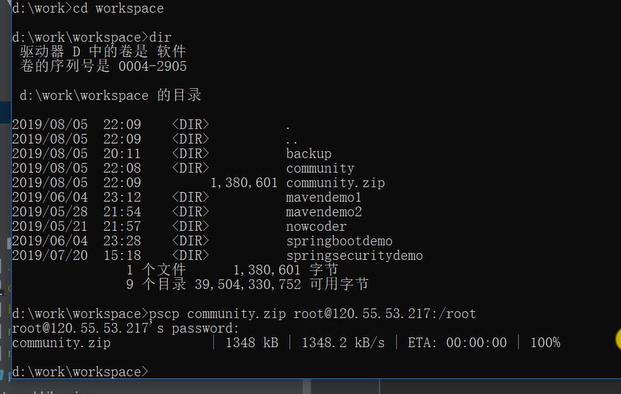 d:\work>cd workspace
d:\work\workspace>dir
驱动器 D 中的卷是 软件
卷的序列号是 0004-2905
d:\work\workspace 的目录
2019/08/05 22:09 <DIR> .
2019/08/05 22:09 <DIR> ..
2019/08/05 20:11 <DIR> backup
2019/08/05 22:08 <DIR> community
2019/08/05 22:09 1,380,601 community.zip
2019/06/04 23:12 <DIR> mavendemo1
2019/05/28 21:54 <DIR> mavendemo2
2019/05/21 21:57 <DIR> nowcoder
2019/06/04 23:28 <DIR> springbootdemo
2019/07/20 15:18 <DIR> springsecuritydemo
1 个文件 1,380,601 字节
9 个目录 39,504,330,752 可用字节
d:\work\workspace>pscp community.zip root@120.55.53.217:/root
root@120.55.53.217's password:
community.zip | 1348 kB | 1348.2 kB/s | ETA: 00:00:00 | 100%
d:\work\workspace>